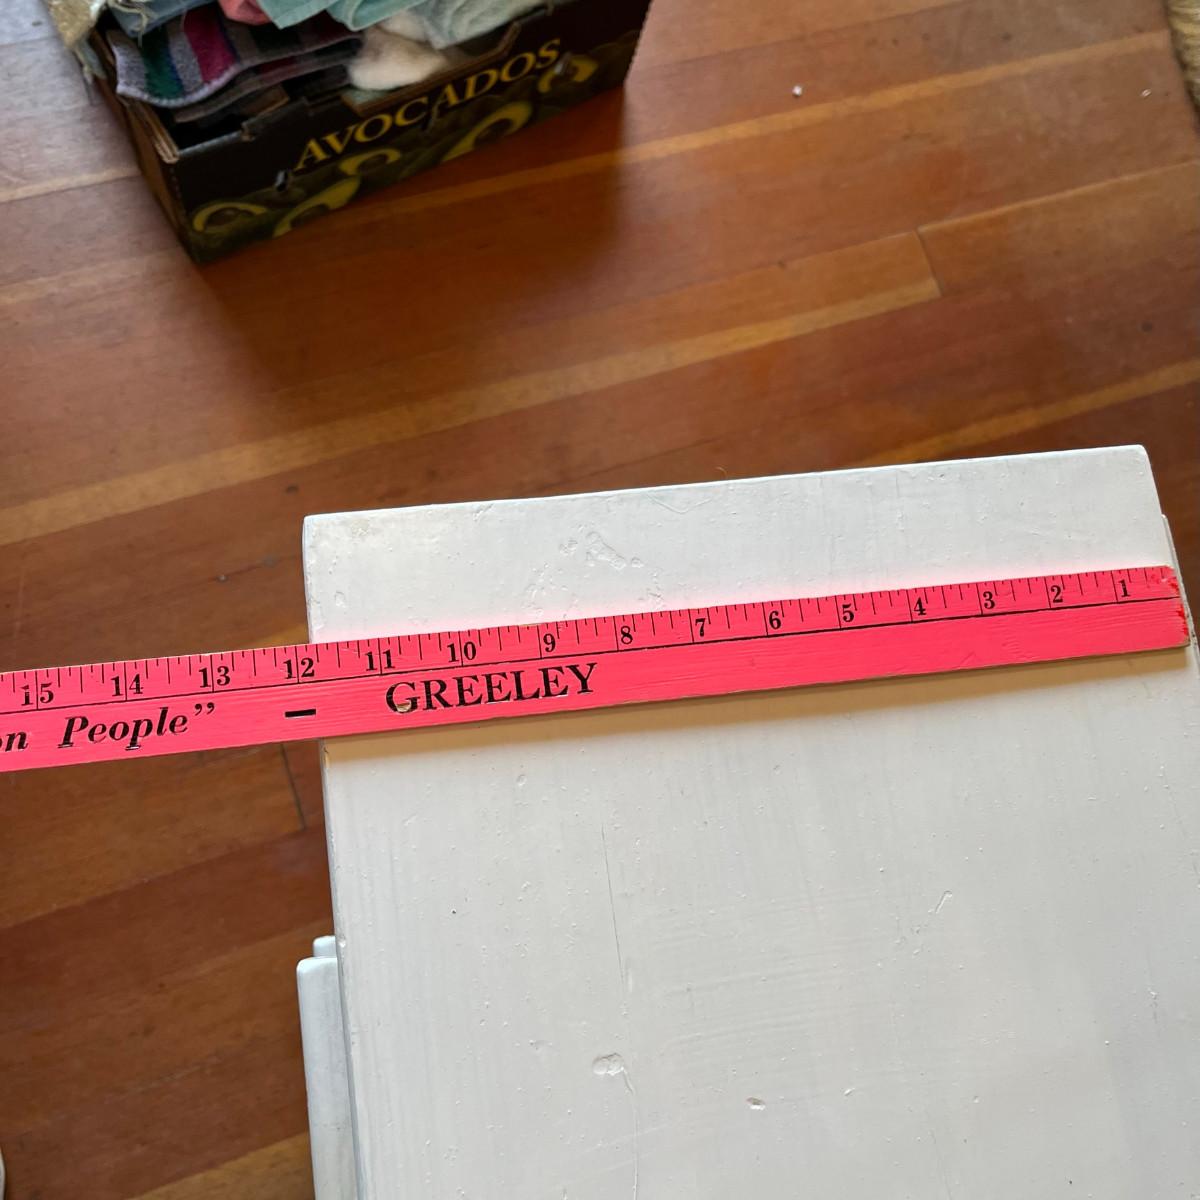 AVOCADOS
15 14 13 12 11 10 9 8 7 6 5 4 3 2 1
on People” – GREELEY